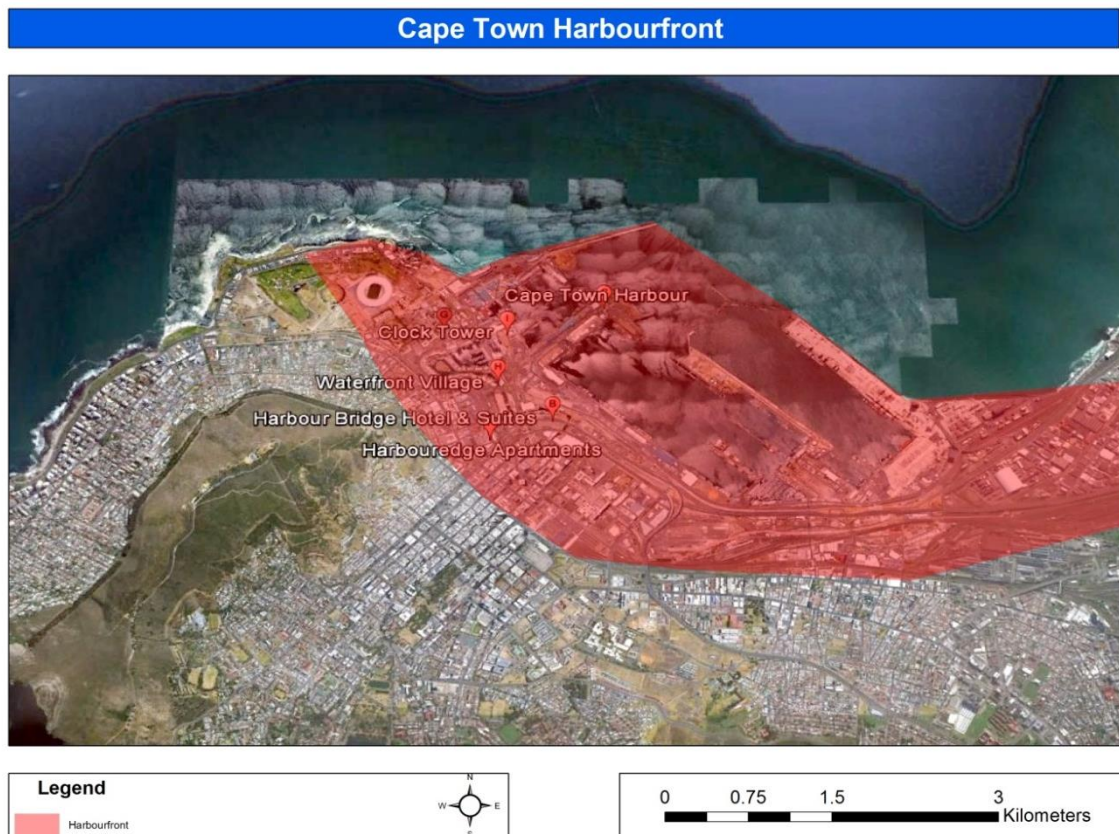 Cape Town Harbourfront
Cape Town Harbour
G
I
Clock Tower
H
Waterfront Village
B
Harbour Bridge Hotel & Suites
Harbouredge Apartments
Legend
Harbourfront
N
W
E
S
0 0.75 1.5 3
Kilometers